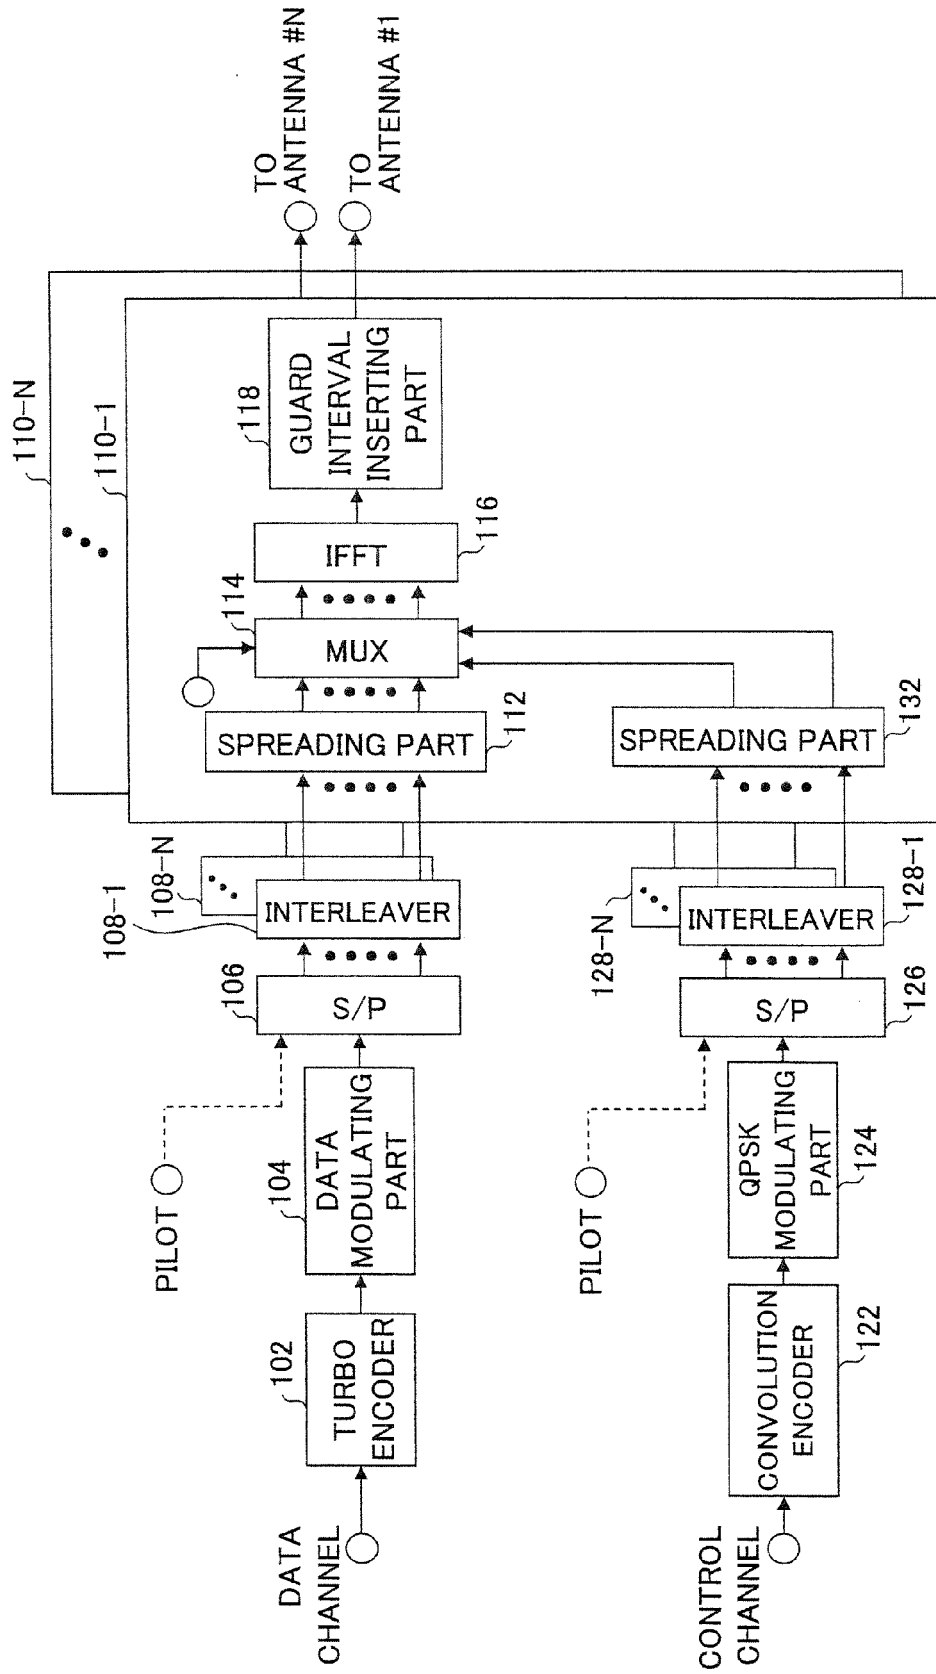 110-N
110-1
TO
ANTENNA #N
TO
ANTENNA #1
DATA
CHANNEL
102
TURBO
ENCODER
PILOT
104
DATA
MODULATING
PART
106
S/P
108-1
108-N
INTERLEAVER
SPREADING PART
112
114
MUX
IFFT
116
118
GUARD
INTERVAL
INSERTING
PART
CONTROL
CHANNEL
CONVOLUTION
ENCODER
122
PILOT
QPSK
MODULATING
PART
124
S/P
126
128-N
INTERLEAVER
128-1
SPREADING PART
132